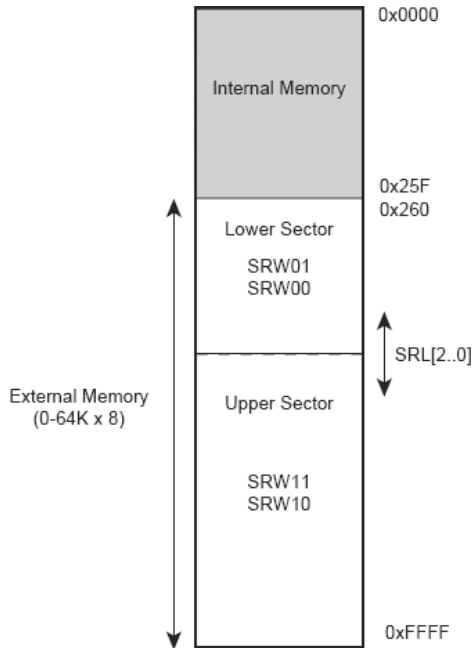 0x0000
Internal Memory
0x25F
0x260
Lower Sector
SRW01
SRW00
SRL[2..0]
External Memory
(0-64K x 8)
Upper Sector
SRW11
SRW10
0xFFFF